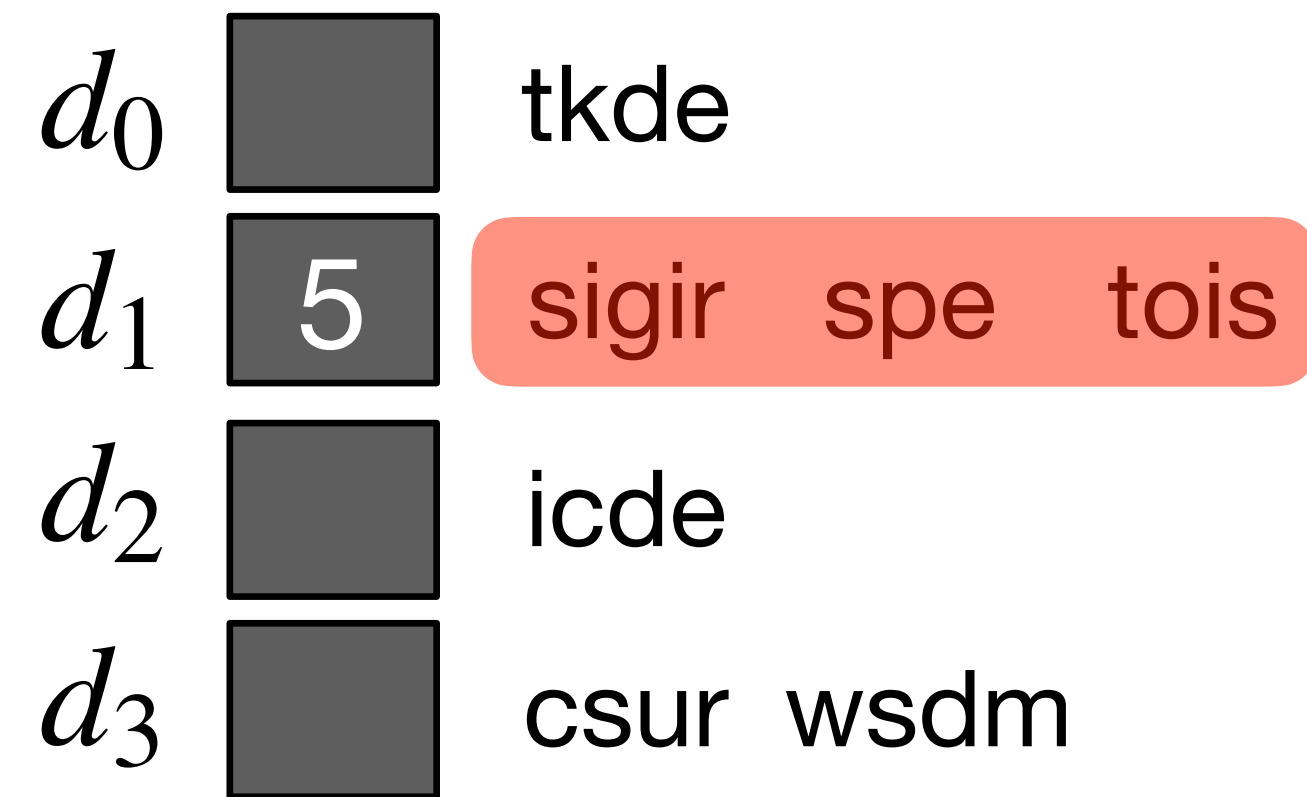 d0 tkde
d1 5 sigir spe tois
d2 icde
d3 csur wsdm